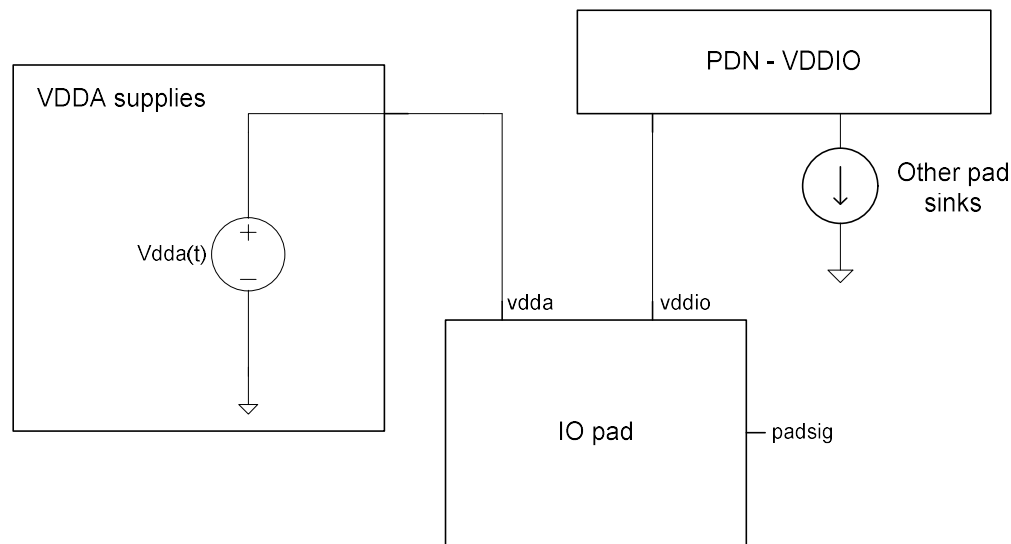 PDN - VDDIO
VDDA supplies
Other pad
sinks
Vdda(t)
+
−
vdda
vddio
IO pad
padsig